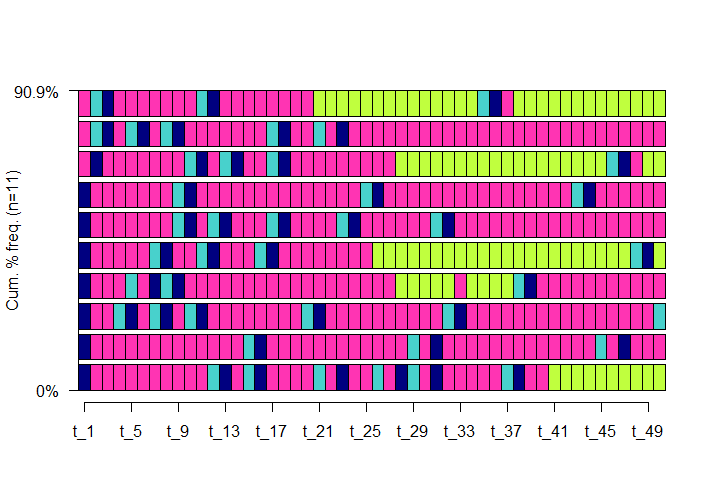 90.9%
Cum. % freq. (n=11)
0%
t_1 t_5 t_9 t_13 t_17 t_21 t_25 t_29 t_33 t_37 t_41 t_45 t_49